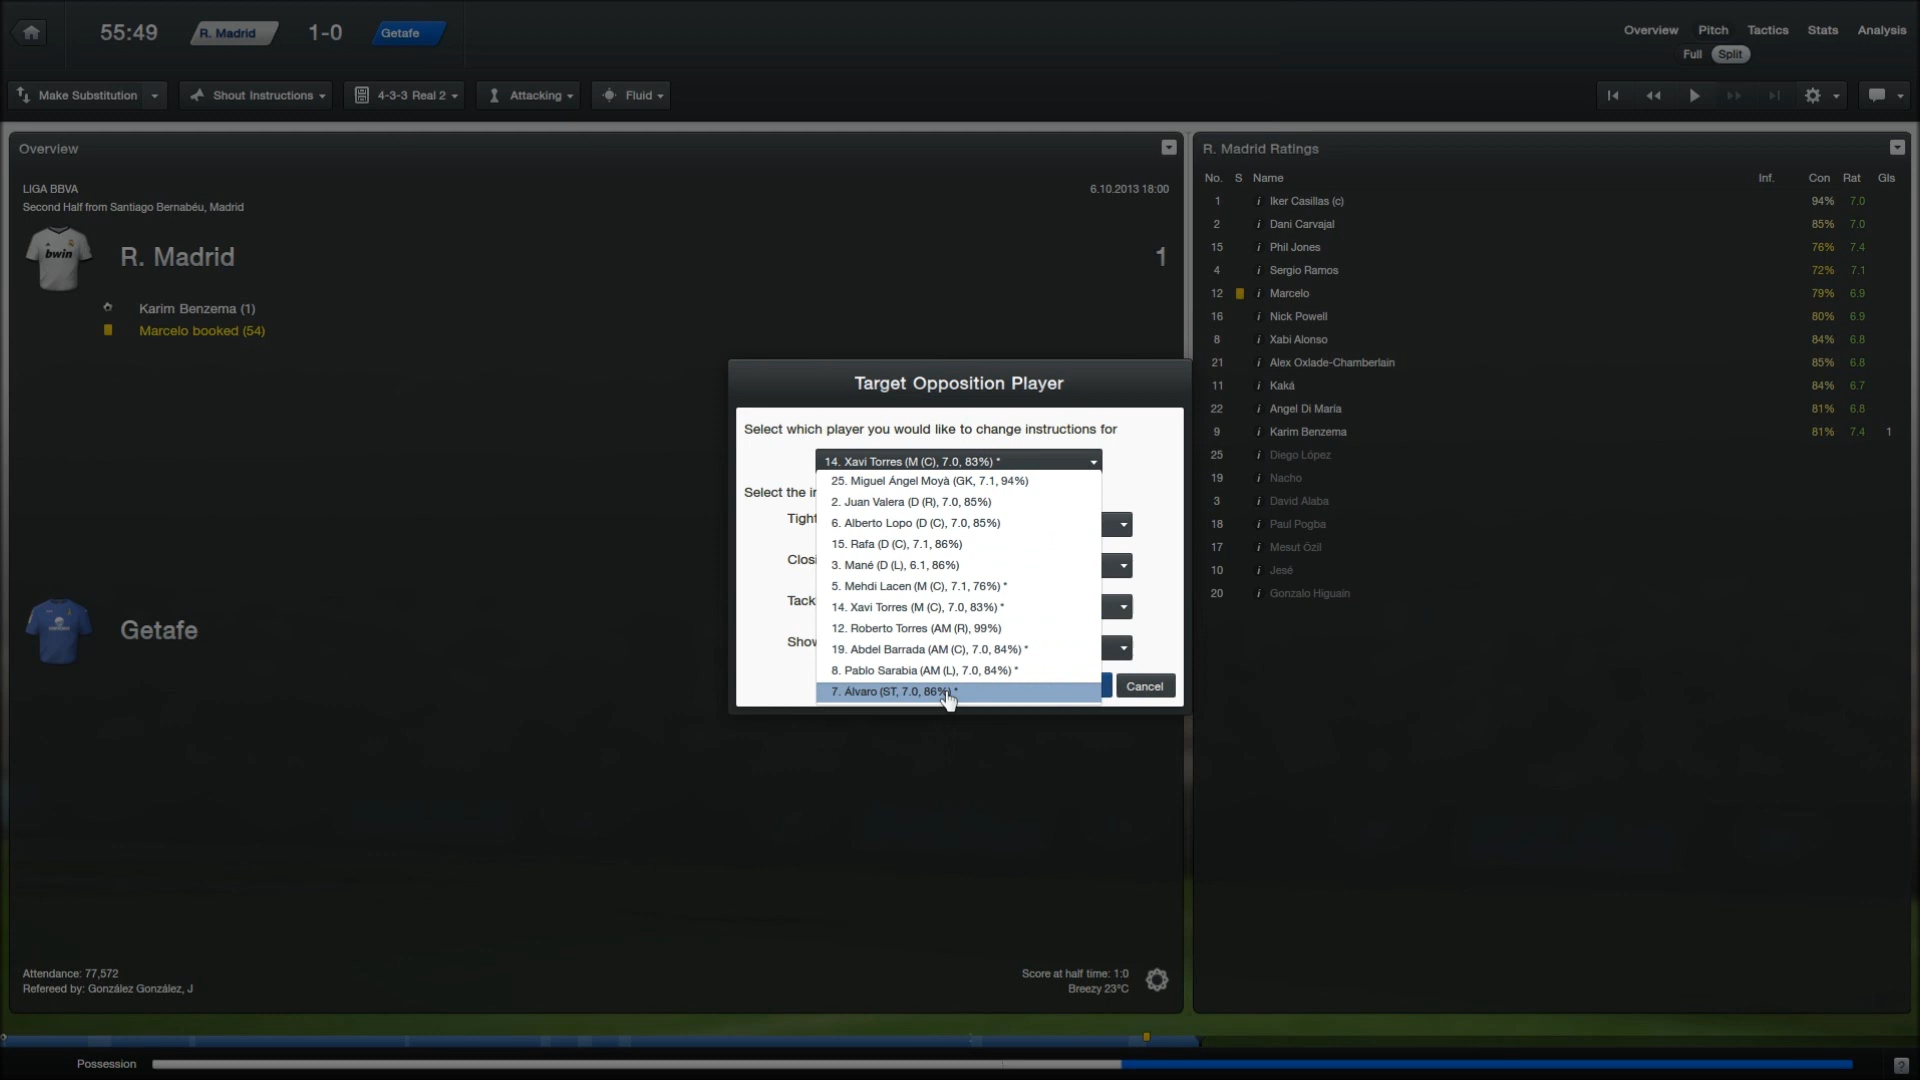 55:49
R. Madrid
1-0
Getafe
Overview
Pitch
Tactics
Stats
Analysis
Full
Split
Make Substitution
Shout Instructions
4-3-3 Real 2
Attacking
Fluid
Overview
LIGA BBVA
6.10.2013 18:00
Second Half from Santiago Bernabéu, Madrid
bwin
R. Madrid
1
Karim Benzema (1)
Marcelo booked (54)
Getafe
Attendance: 77,572
Refereed by: González González, J
Score at half time: 1:0
Breezy 23°C
Target Opposition Player
Select which player you would like to change instructions for
14. Xavi Torres (M (C), 7.0, 83%) *
25. Miguel Ángel Moyà (GK, 7.1, 94%)
2. Juan Valera (D (R), 7.0, 85%)
6. Alberto Lopo (D (C), 7.0, 85%)
15. Rafa (D (C), 7.1, 86%)
3. Mané (D (L), 6.1, 86%)
5. Mehdi Lacen (M (C), 7.1, 76%) *
14. Xavi Torres (M (C), 7.0, 83%) *
12. Roberto Torres (AM (R), 99%)
19. Abdel Barrada (AM (C), 7.0, 84%) *
8. Pablo Sarabia (AM (L), 7.0, 84%) *
7. Álvaro (ST, 7.0, 86%) *
Select the in
Tight
Closi
Tack
Show
Cancel
R. Madrid Ratings
No. S Name Inf. Con Rat Gls
1 i Iker Casillas (c) 94% 7.0
2 i Dani Carvajal 85% 7.0
15 i Phil Jones 76% 7.4
4 i Sergio Ramos 72% 7.1
12 i Marcelo 79% 6.9
16 i Nick Powell 80% 6.9
8 i Xabi Alonso 84% 6.8
21 i Alex Oxlade-Chamberlain 85% 6.8
11 i Kaká 84% 6.7
22 i Angel Di María 81% 6.8
9 i Karim Benzema 81% 7.4 1
25 i Diego López
19 i Nacho
3 i David Alaba
18 i Paul Pogba
17 i Mesut Özil
10 i Jesé
20 i Gonzalo Higuaín
Possession
?